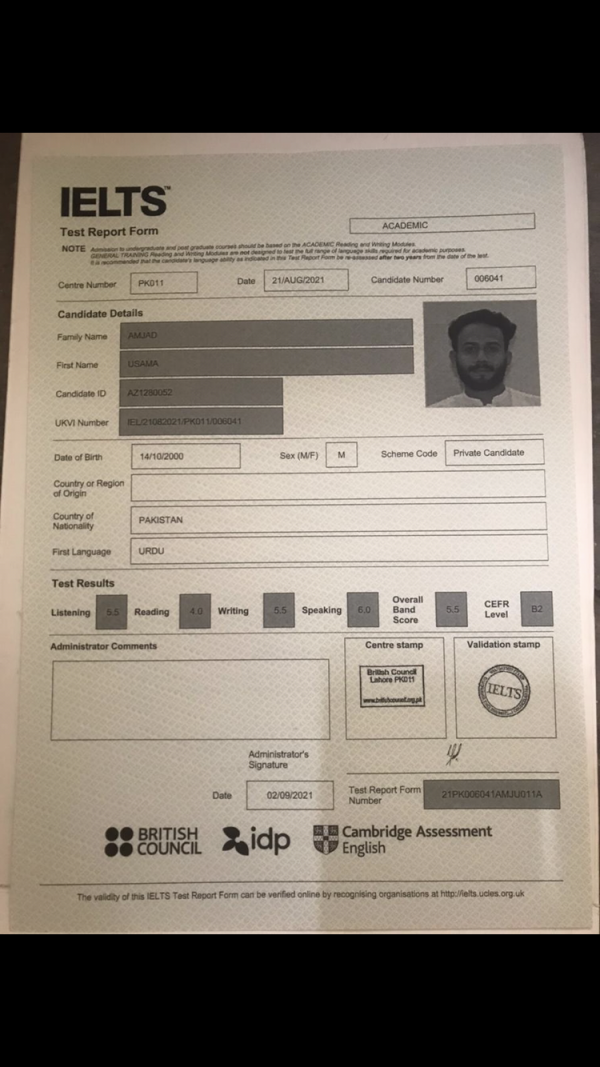 IELTS™
Test Report Form
ACADEMIC
NOTE Admission to undergraduate and post graduate courses should be based on the ACADEMIC Reading and Writing Modules.
GENERAL TRAINING Reading and Writing Modules are not designed to test the full range of language skills required for academic purposes.
It is recommended that the candidate's language ability as indicated in this Test Report Form be re-assessed after two years from the date of the test.
Centre Number PK011 Date 21/AUG/2021 Candidate Number 006041
Candidate Details
Family Name AMJAD
First Name USAMA
Candidate ID AZ1280052
UKVI Number IEL/21082021/PK011/006041
Date of Birth 14/10/2000 Sex (M/F) M Scheme Code Private Candidate
Country or Region of Origin
Country of Nationality PAKISTAN
First Language URDU
Test Results
Listening 5.5 Reading 4.0 Writing 5.5 Speaking 6.0 Overall Band Score 5.5 CEFR Level B2
Administrator Comments
Centre stamp
Validation stamp
British Council
Lahore PK011
www.britishcouncil.org.pk
IELTS
Administrator's Signature
Date 02/09/2021
Test Report Form Number 21PK006041AMJU011A
BRITISH COUNCIL
idp
Cambridge Assessment English
The validity of this IELTS Test Report Form can be verified online by recognising organisations at http://ielts.ucles.org.uk